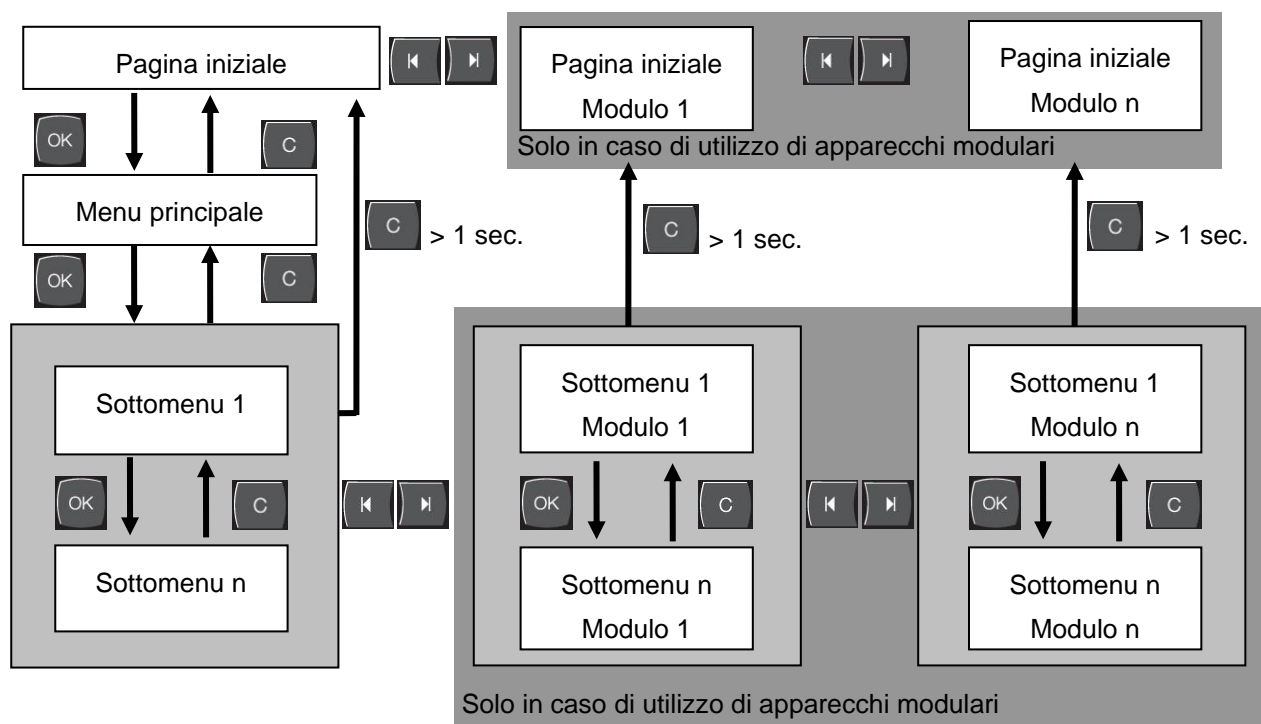 Pagina iniziale
Pagina iniziale
Modulo 1
Pagina iniziale
Modulo n
Solo in caso di utilizzo di apparecchi modulari
OK
C
Menu principale
C
> 1 sec.
C
> 1 sec.
C
> 1 sec.
OK
C
Sottomenu 1
Sottomenu 1
Modulo 1
Sottomenu 1
Modulo n
OK
C
OK
C
OK
C
Sottomenu n
Sottomenu n
Modulo 1
Sottomenu n
Modulo n
Solo in caso di utilizzo di apparecchi modulari